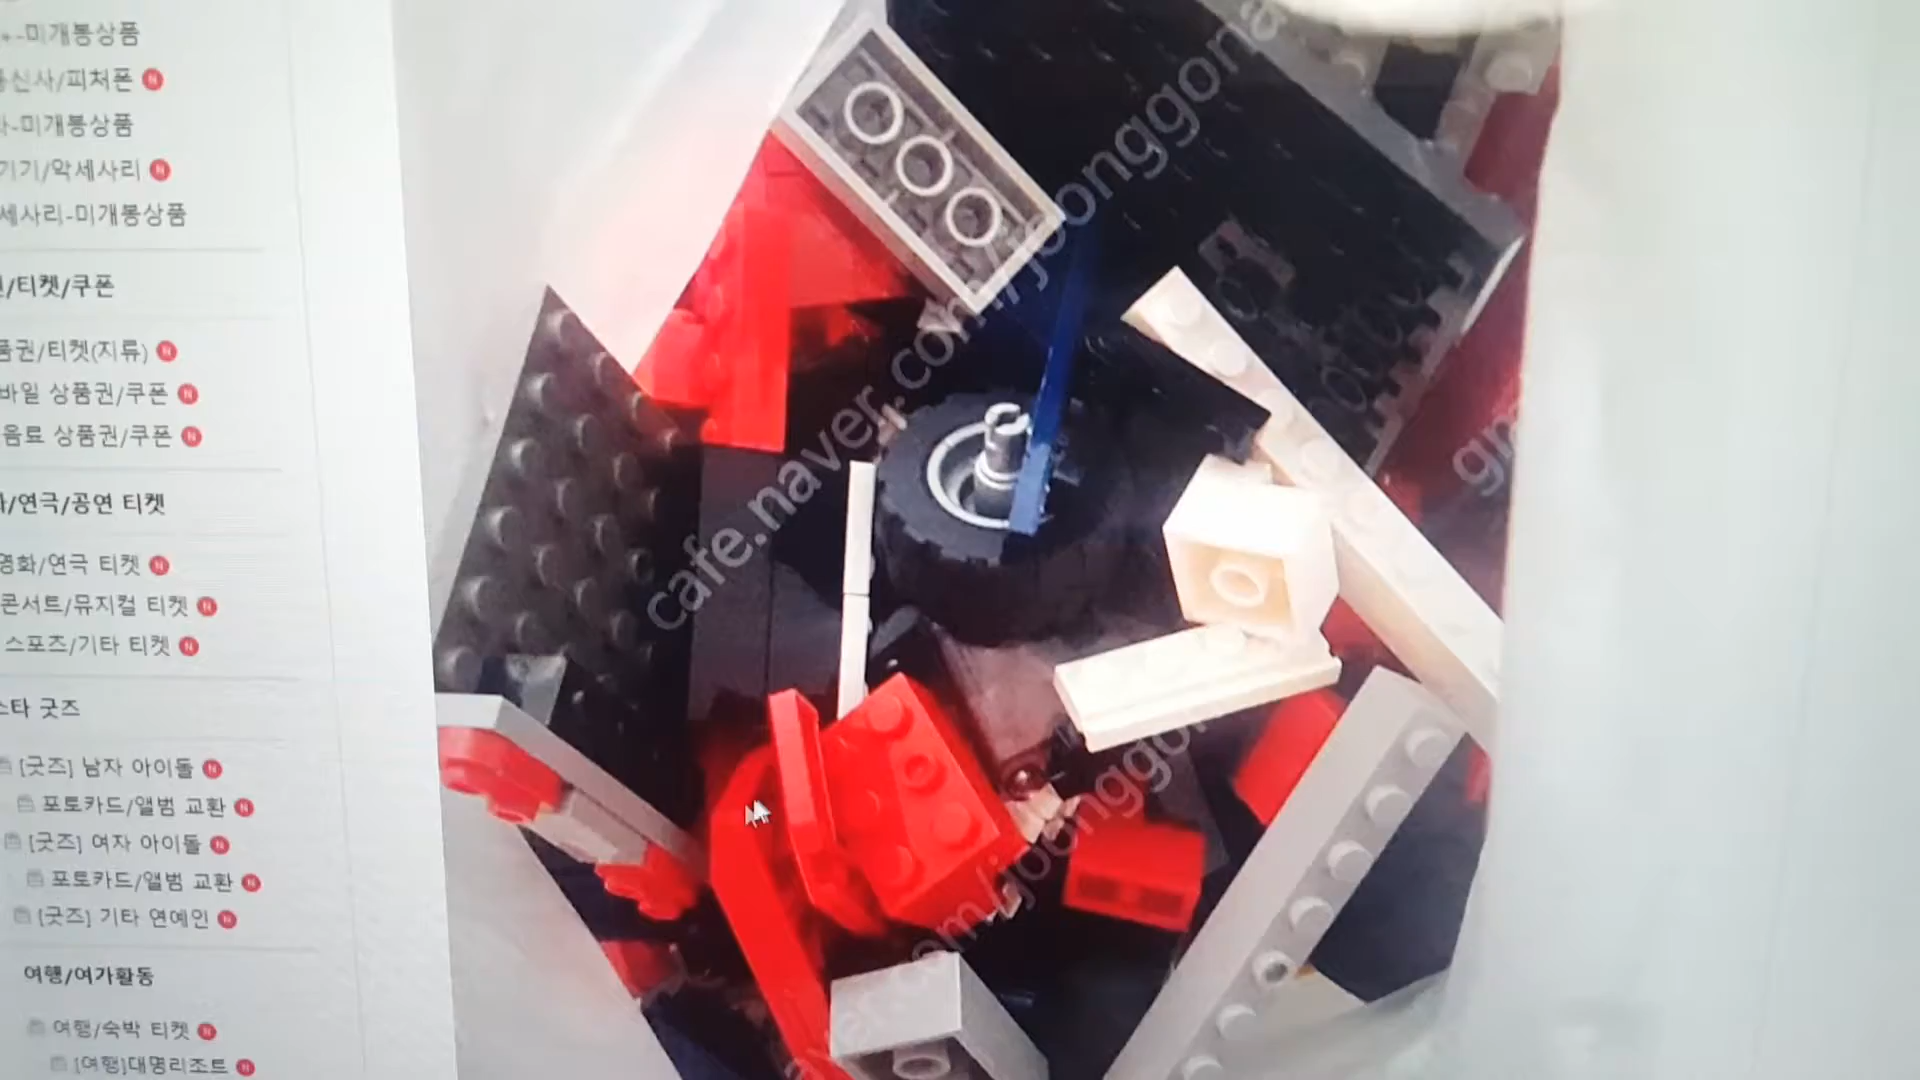 -미개봉상품
신사/피처폰 N
-미개봉상품
기기/악세사리 N
세사리-미개봉상품
/티켓/쿠폰
품권/티켓(지류) N
바일 상품권/쿠폰 N
음료 상품권/쿠폰 N
/연극/공연 티켓
영화/연극 티켓 N
콘서트/뮤지컬 티켓 N
스포즈/기타 티켓 N
스타 굿즈
[굿즈] 남자 아이돌 N
포토카드/앨범 교환 N
[굿즈] 여자 아이돌 N
포토카드/앨범 교환 N
[굿즈] 기타 연예인 N
여행/여가활동
여행/숙박 티켓 N
[여행]대명리조트 N
cafe.naver.com/joonggona
gr
naver.com/joonggo